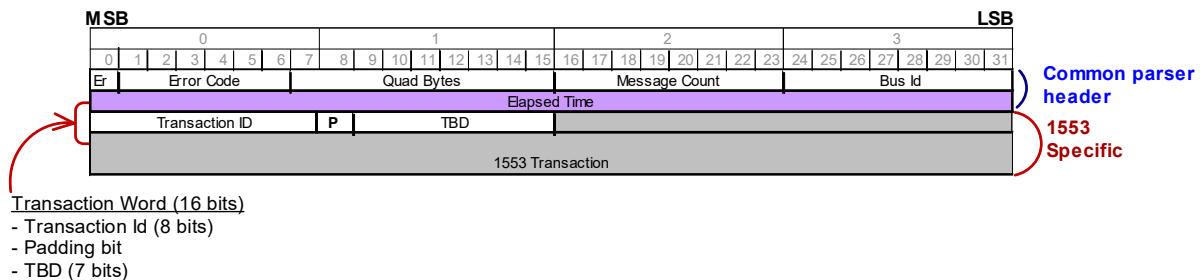 MSB LSB
0 1 2 3
0 1 2 3 4 5 6 7 8 9 10 11 12 13 14 15 16 17 18 19 20 21 22 23 24 25 26 27 28 29 30 31
Er Error Code Quad Bytes Message Count Bus Id
Elapsed Time
Transaction ID P TBD
1553 Transaction
Common parser
header
1553
Specific
Transaction Word (16 bits)
- Transaction Id (8 bits)
- Padding bit
- TBD (7 bits)